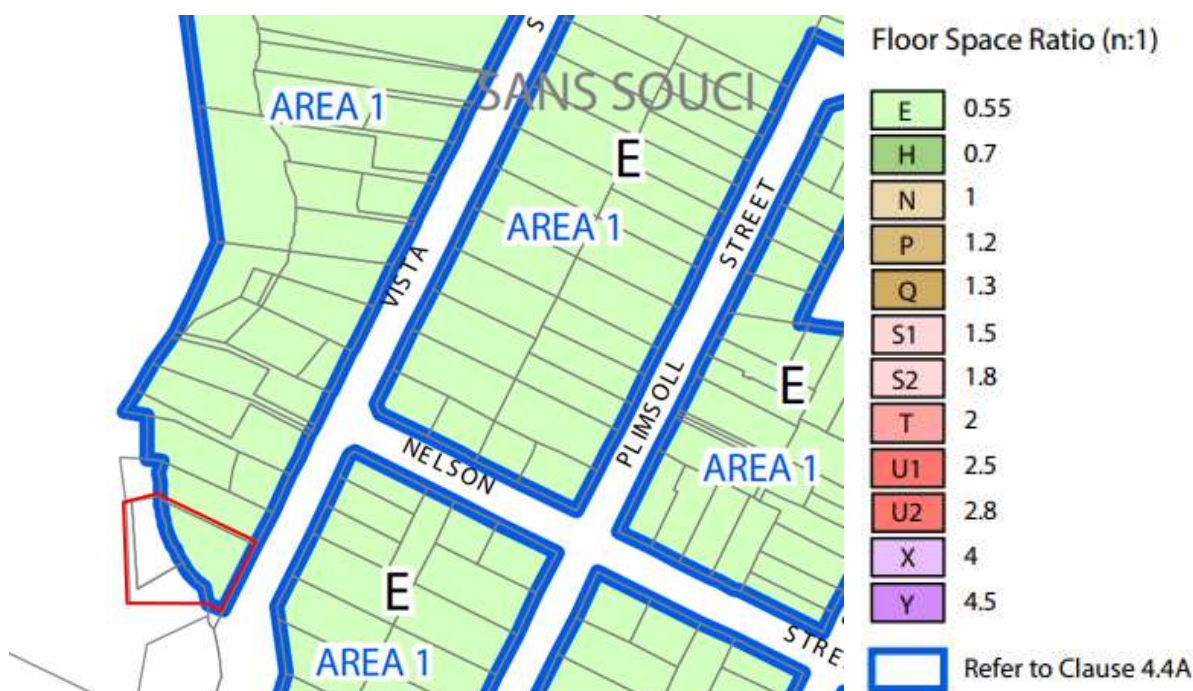 S
SANS SOUCI
AREA 1
E
AREA 1
VISTA
STREET
PLIMSOLL
E
AREA 1
NELSON
E
AREA 1
Floor Space Ratio (n:1)
E 0.55
H 0.7
N 1
P 1.2
Q 1.3
S1 1.5
S2 1.8
T 2
U1 2.5
U2 2.8
X 4
Y 4.5
Refer to Clause 4.4A